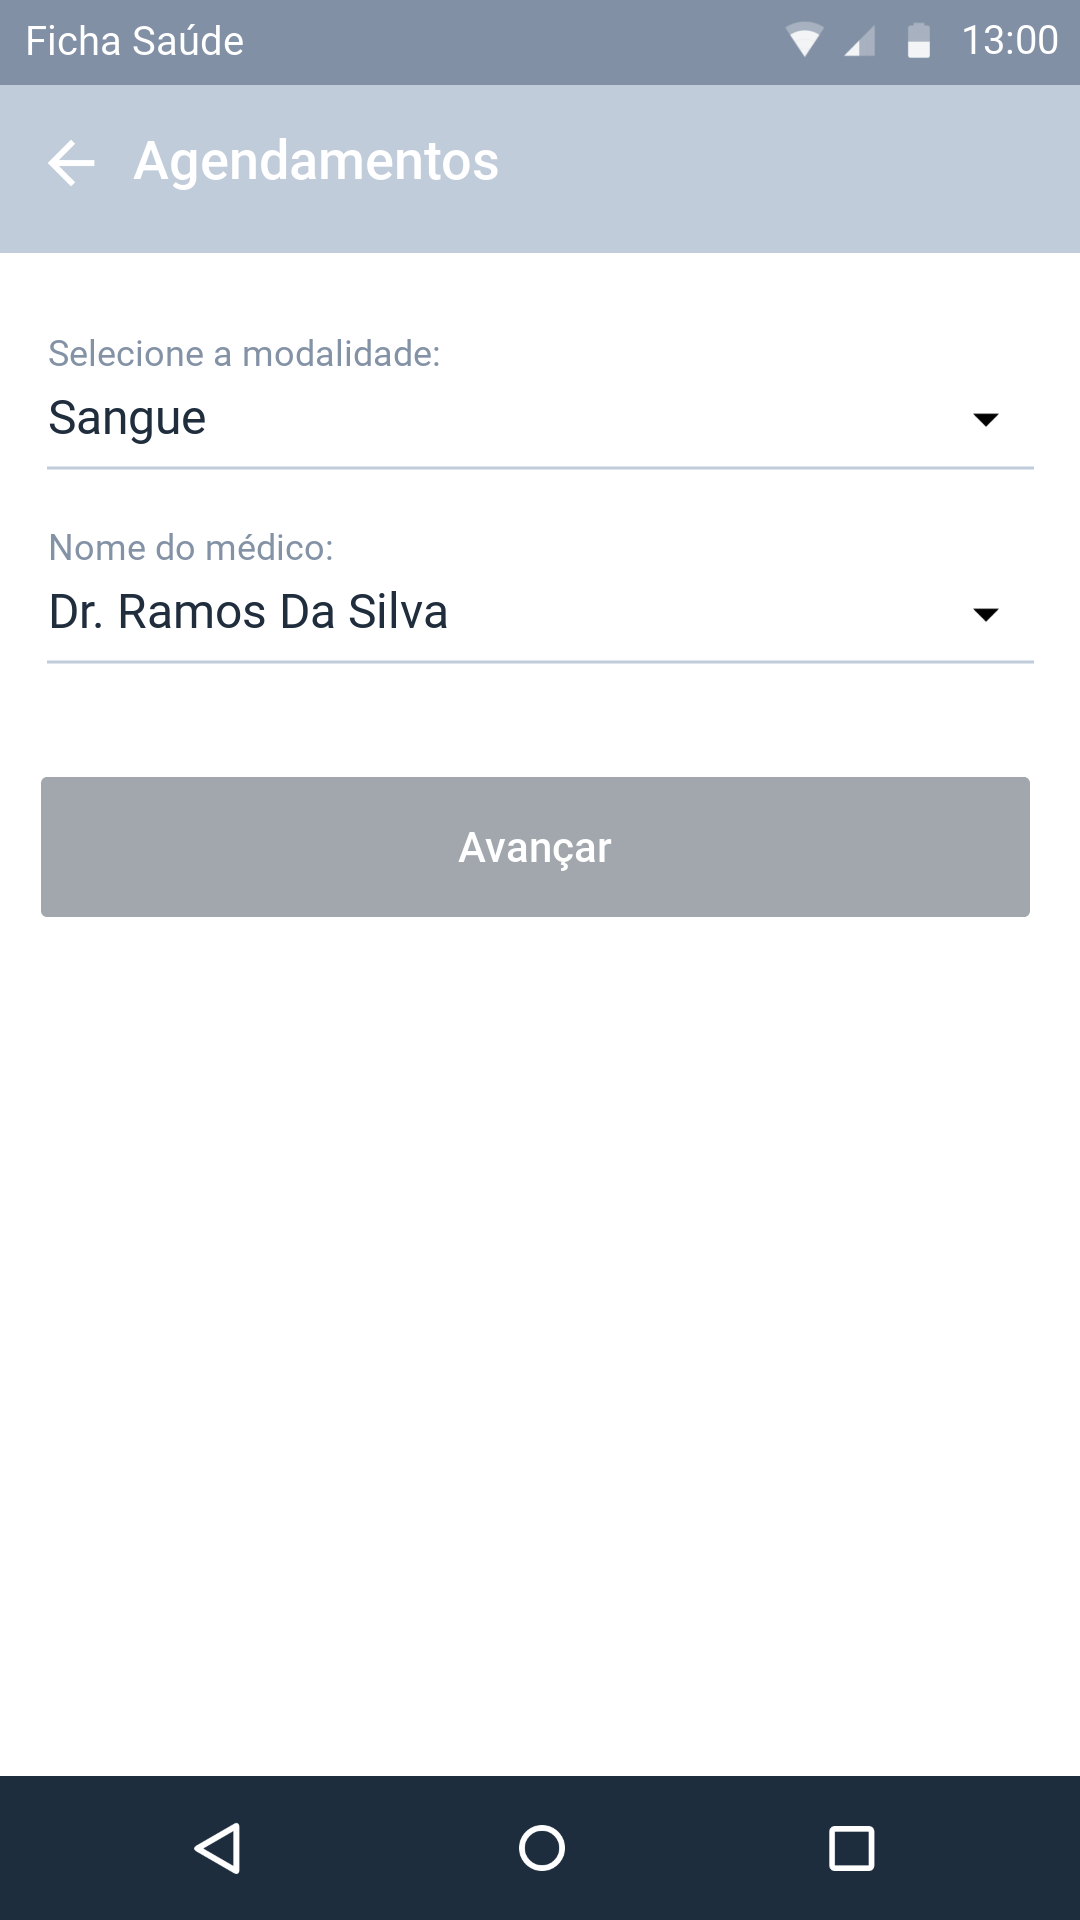 Ficha Saúde 13:00
Agendamentos
Selecione a modalidade:
Sangue
Nome do médico:
Dr. Ramos Da Silva
Avançar